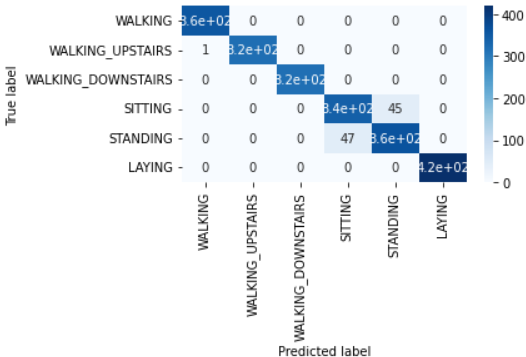 True label
WALKING 3.6e+02 0 0 0 0 0
WALKING_UPSTAIRS 1 3.2e+02 0 0 0 0
WALKING_DOWNSTAIRS 0 0 3.2e+02 0 0 0
SITTING 0 0 0 3.4e+02 45 0
STANDING 0 0 0 47 3.6e+02 0
LAYING 0 0 0 0 0 4.2e+02
WALKING
WALKING_UPSTAIRS
WALKING_DOWNSTAIRS
SITTING
STANDING
LAYING
Predicted label
400
300
200
100
0